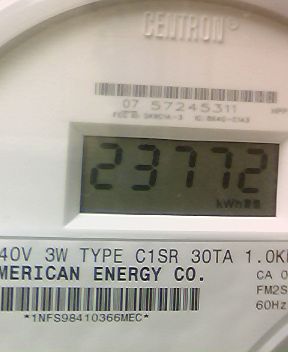 CENTRON®
07 57245311
23772
kWh
40V 3W TYPE C1SR 30TA 1.0K
MERICAN ENERGY CO.
CA 0
FM2S
60Hz
*1NFS98410366MEC*